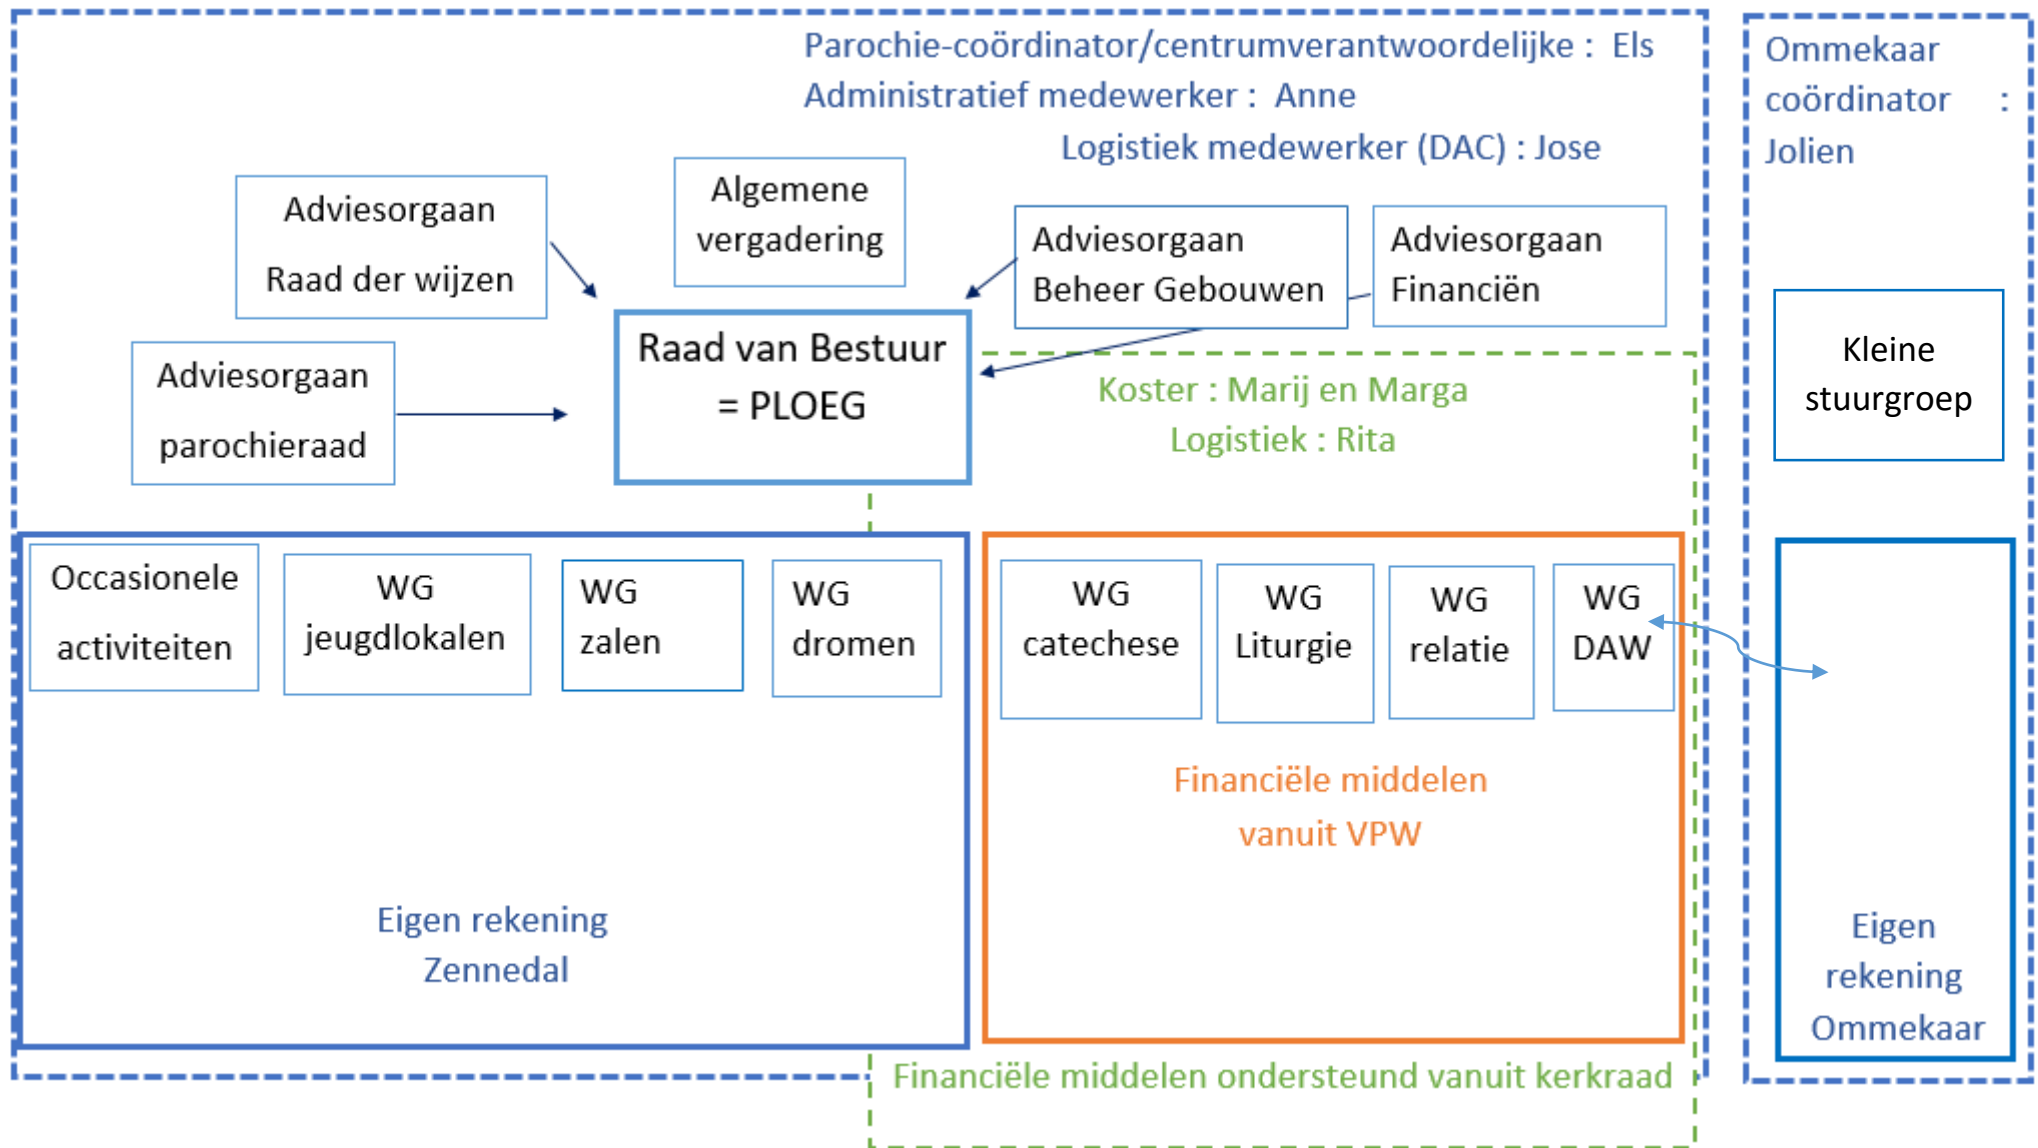 Parochie-coördinator/centrumverantwoordelijke : Els
Administratief medewerker : Anne
Logistiek medewerker (DAC) : Jose
Ommekaar
coördinator :
Jolien
Adviesorgaan
Raad der wijzen
Algemene
vergadering
Adviesorgaan
Beheer Gebouwen
Adviesorgaan
Financiën
Adviesorgaan
parochieraad
Raad van Bestuur
= PLOEG
Koster : Marij en Marga
Logistiek : Rita
Kleine
stuurgroep
Occasionele
activiteiten
WG
jeugdlokalen
WG
zalen
WG
dromen
WG
catechese
WG
Liturgie
WG
relatie
WG
DAW
Financiële middelen
vanuit VPW
Eigen rekening
Zennedal
Eigen
rekening
Ommekaar
Financiële middelen ondersteund vanuit kerkraad